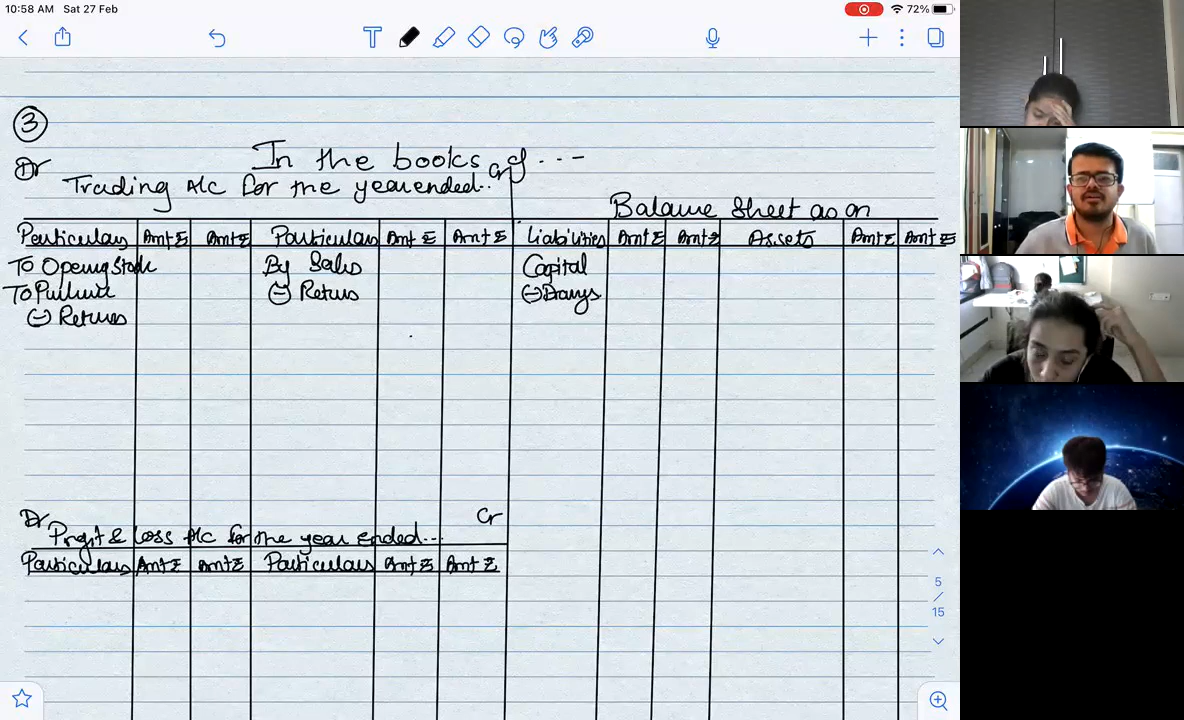 10:58 AM Sat 27 Feb
72%
3
In the books of ---
Dr
Cr
Trading A/c for the year ended..
Balance Sheet as on
Particulars Amt ₹ Amt ₹ Particulars Amt ₹ Amt ₹ Liabilities Amt ₹ Amt ₹ Assets Amt ₹ Amt ₹
To Opening Stock By Sales Capital
To Purchase (-) Returns (-) Drawings
(-) Returns
Dr
Cr
Profit & Loss A/c for the year ended...
Particulars Amt ₹ Amt ₹ Particulars Amt ₹ Amt ₹
5
/
15